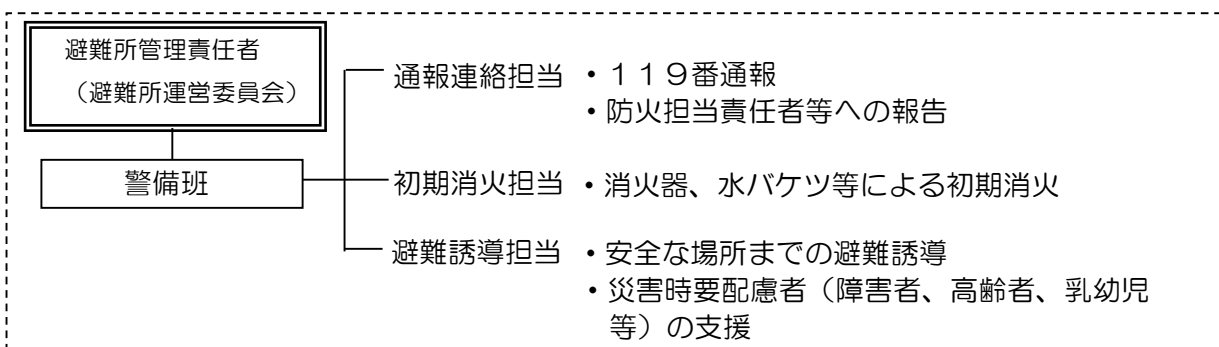 避難所管理責任者
（避難所運営委員会）
警備班
通報連絡担当 ・１１９番通報
・防火担当責任者等への報告
初期消火担当 ・消火器、水バケツ等による初期消火
避難誘導担当 ・安全な場所までの避難誘導
・災害時要配慮者（障害者、高齢者、乳幼児
等）の支援